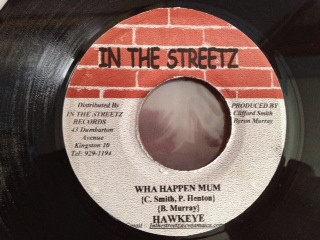 IN THE STREETZ
Distributed By
IN THE STREETZ
RECORDS
43 Dumbarton
Avenue
Kingston 10
Tel: 929-1194
PRODUCED BY
Clifford Smith
Heron Murray
WHA HAPPEN MUM
(C. Smith, P. Henton)
(B. Murray)
HAWKEYE